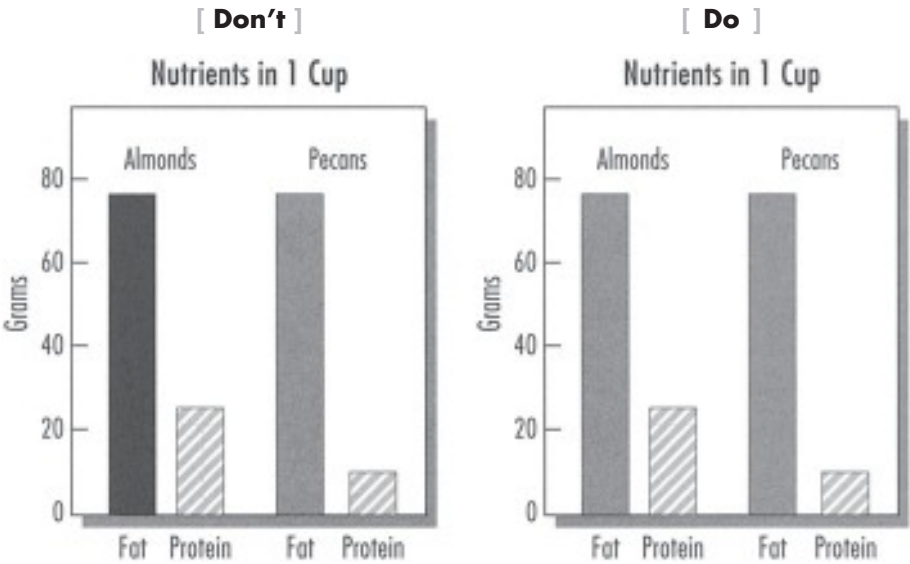 [ Don't ]
Nutrients in 1 Cup
Almonds Pecans
80
60
40
20
0
Grams
Fat Protein Fat Protein
[ Do ]
Nutrients in 1 Cup
Almonds Pecans
80
60
40
20
0
Grams
Fat Protein Fat Protein